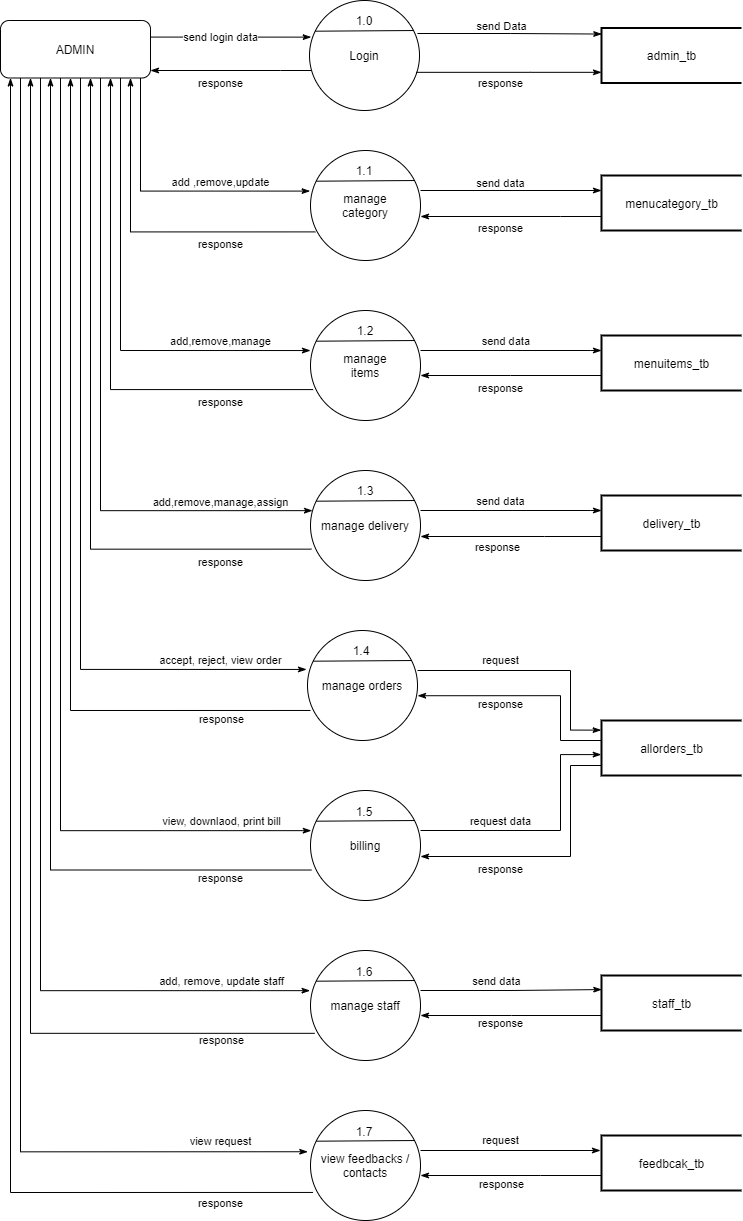 ADMIN
send login data
response
1.0
Login
send Data
response
admin_tb
add ,remove,update
response
1.1
manage
category
send data
response
menucategory_tb
add,remove,manage
response
1.2
manage
items
send data
response
menuitems_tb
add,remove,manage,assign
response
1.3
manage delivery
send data
response
delivery_tb
accept, reject, view order
response
1.4
manage orders
request
response
allorders_tb
view, downlaod, print bill
response
1.5
billing
request data
response
add, remove, update staff
response
1.6
manage staff
send data
response
staff_tb
view request
response
1.7
view feedbacks /
contacts
request
response
feedbcak_tb